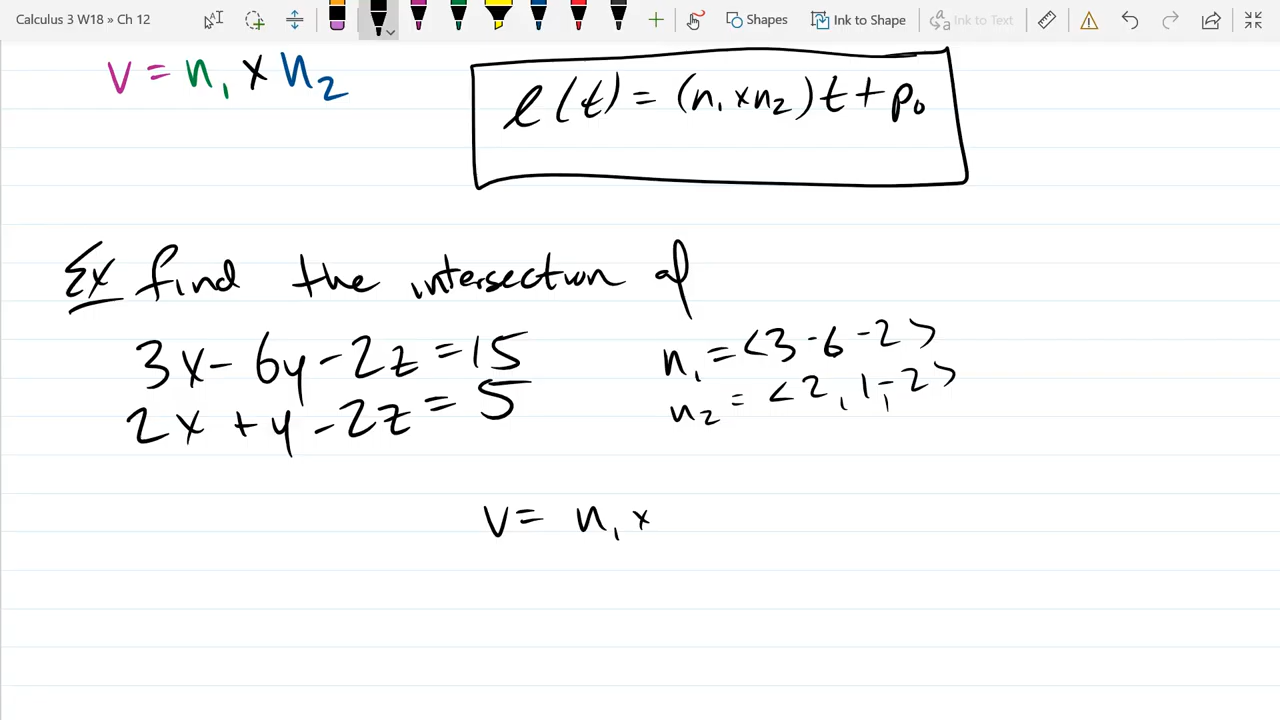 Calculus 3 W18 » Ch 12
Shapes
Ink to Shape
Ink to Text
v = n₁ × n₂
l(t) = (n₁ × n₂)t + p₀
Ex find the intersection of
3x - 6y - 2z = 15
2x + y - 2z = 5
n₁ = <3 -6 -2>
n₂ = <2, 1, -2>
v = n₁ ×